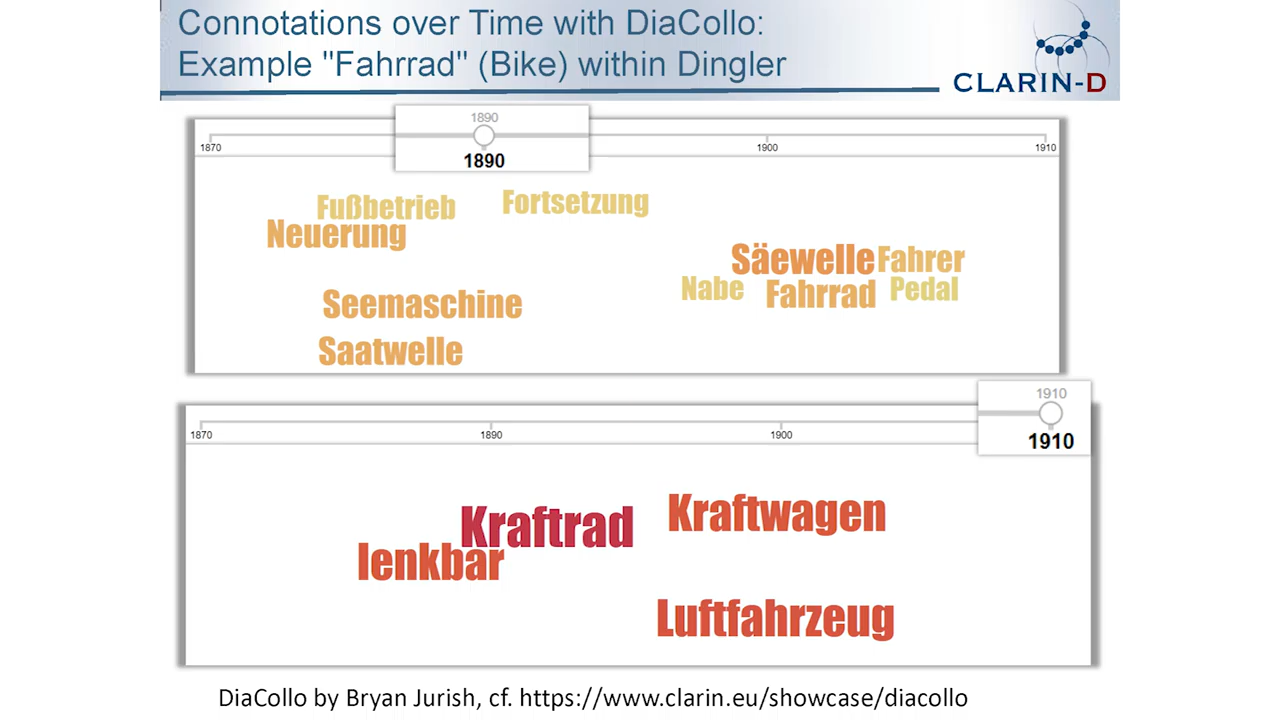 Connotations over Time with DiaCollo:
Example "Fahrrad" (Bike) within Dingler
CLARIN-D
1890
1870
1890
1900
1910
Fußbetrieb
Fortsetzung
Neuerung
Säewelle
Fahrer
Nabe
Fahrrad
Pedal
Seemaschine
Saatwelle
1910
1870
1890
1900
1910
Kraftrad
Kraftwagen
lenkbar
Luftfahrzeug
DiaCollo by Bryan Jurish, cf. https://www.clarin.eu/showcase/diacollo